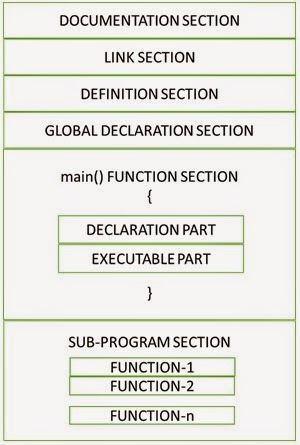 DOCUMENTATION SECTION
LINK SECTION
DEFINITION SECTION
GLOBAL DECLARATION SECTION
main() FUNCTION SECTION
{
DECLARATION PART
EXECUTABLE PART
}
SUB-PROGRAM SECTION
FUNCTION-1
FUNCTION-2
FUNCTION-n